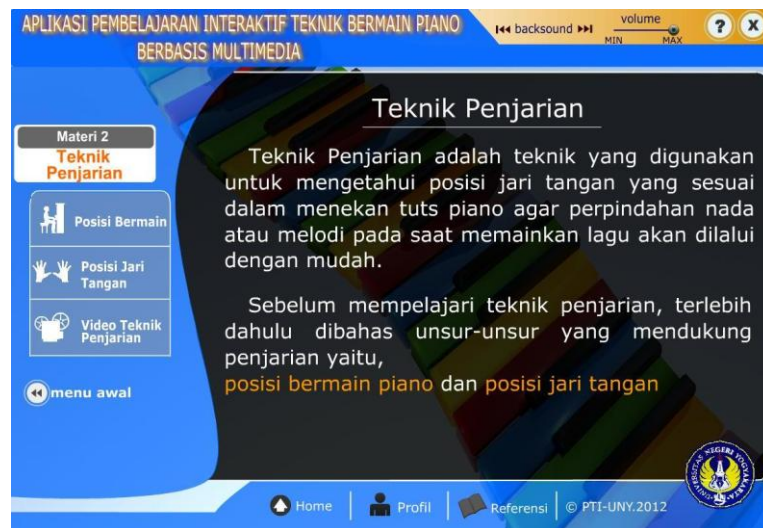 APLIKASI PEMBELAJARAN INTERAKTIF TEKNIK BERMAIN PIANO
BERBASIS MULTIMEDIA
backsound
volume
MIN MAX
? X
Materi 2
Teknik
Penjarian
Posisi Bermain
Posisi Jari
Tangan
Video Teknik
Penjarian
menu awal
Teknik Penjarian
Teknik Penjarian adalah teknik yang digunakan
untuk mengetahui posisi jari tangan yang sesuai
dalam menekan tuts piano agar perpindahan nada
atau melodi pada saat memainkan lagu akan dilalui
dengan mudah.
Sebelum mempelajari teknik penjarian, terlebih
dahulu dibahas unsur-unsur yang mendukung
penjarian yaitu,
posisi bermain piano dan posisi jari tangan
UNIVERSITAS NEGERI YOGYAKARTA
Home Profil Referensi © PTI-UNY.2012